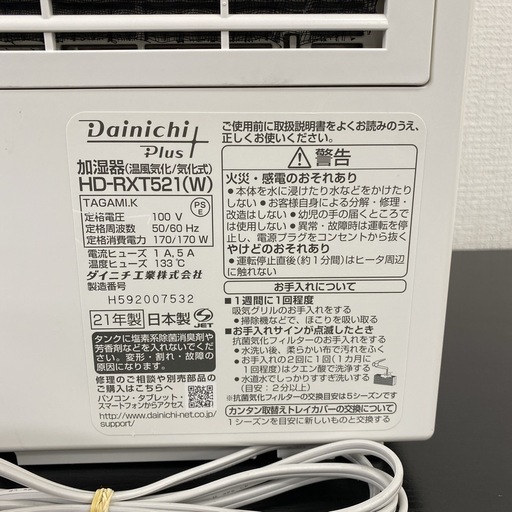 Dainichi
Plus
加湿器(温風気化/気化式)
HD-RXT521(W)
TAGAMI.K
PS
E
定格電圧 100 V
定格周波数 50/60 Hz
定格消費電力 170/170 W
電流ヒューズ 1 A,5 A
温度ヒューズ 133℃
ダイニチ工業株式会社
製造番号
H592007532
21年製 日本製
S
JET
タンクに塩素系除菌消臭剤や
芳香剤などを入れないでくだ
さい。変形・割れ・故障の
原因になります。
修理のご相談や別売部品の
ご購入はこちらへ
パソコン・タブレット・
スマートフォンからアクセス
https://www.dainichi-net.co.jp/
support/
ご使用前に取扱説明書をよくお読みのうえ、
正しくお使いください。
警告
火災・感電のおそれあり
●本体を水に浸けたり水などをかけたり
しない ●お客様自身による分解・修理・
改造はしない ●幼児の手の届くところで
は使用しない ●異常・故障時は運転を停
止し、電源プラグをコンセントから抜く
やけどのおそれあり
●運転停止直後(約1分間)はヒータ周辺
に触れない
お手入れについて
■1週間に1回程度
吸気グリルのお手入れをする
●掃除機などで、ほこりを吸い取る
■お手入れサインが点滅したとき
抗菌気化フィルターのお手入れをする
●水洗い後、柔らかい布で汚れをふく
●お手入れの2回に1回(1カ月に
1回程度)はクエン酸で洗浄する
●水道水でしっかりすすぎ洗いする
(目安:2分以上)
※抗菌気化フィルターの交換目安は5シーズンです
カンタン取替えトレイカバーの交換について
1シーズンを目安に新しいものと交換する